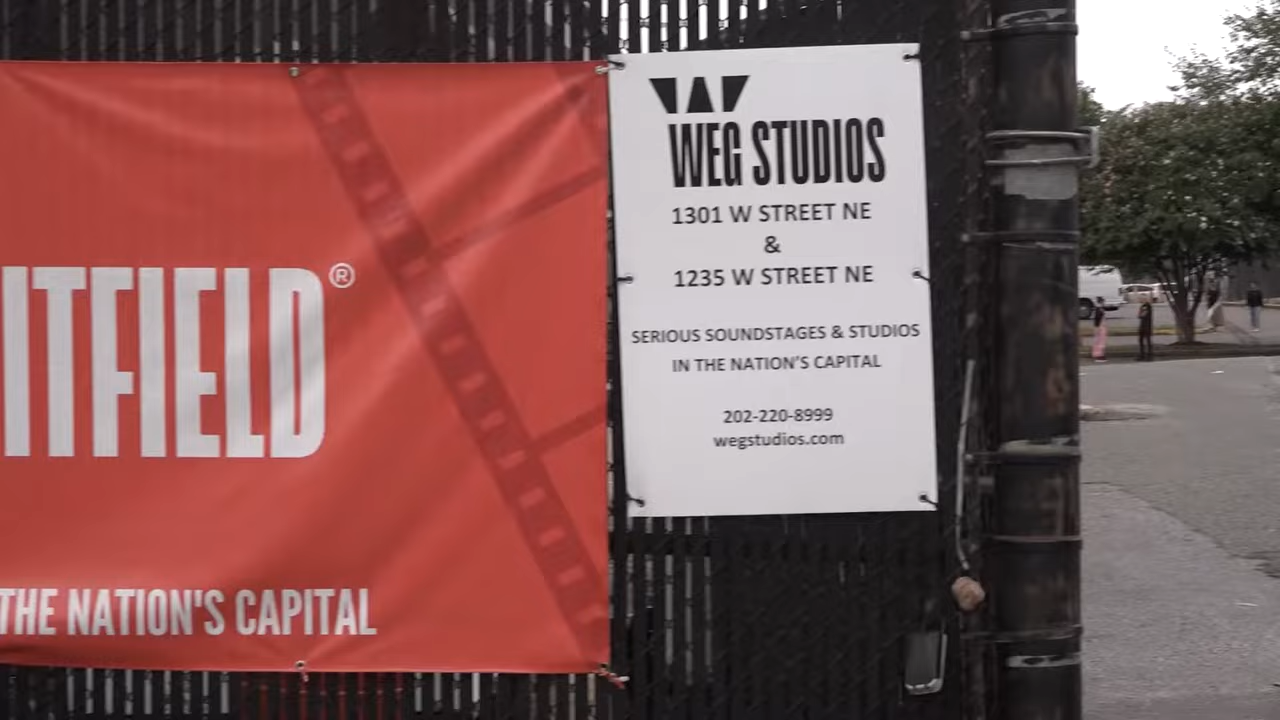 ITFIELD®
THE NATION'S CAPITAL
WEG STUDIOS
1301 W STREET NE
&
1235 W STREET NE
SERIOUS SOUNDSTAGES & STUDIOS
IN THE NATION'S CAPITAL
202-220-8999
wegstudios.com